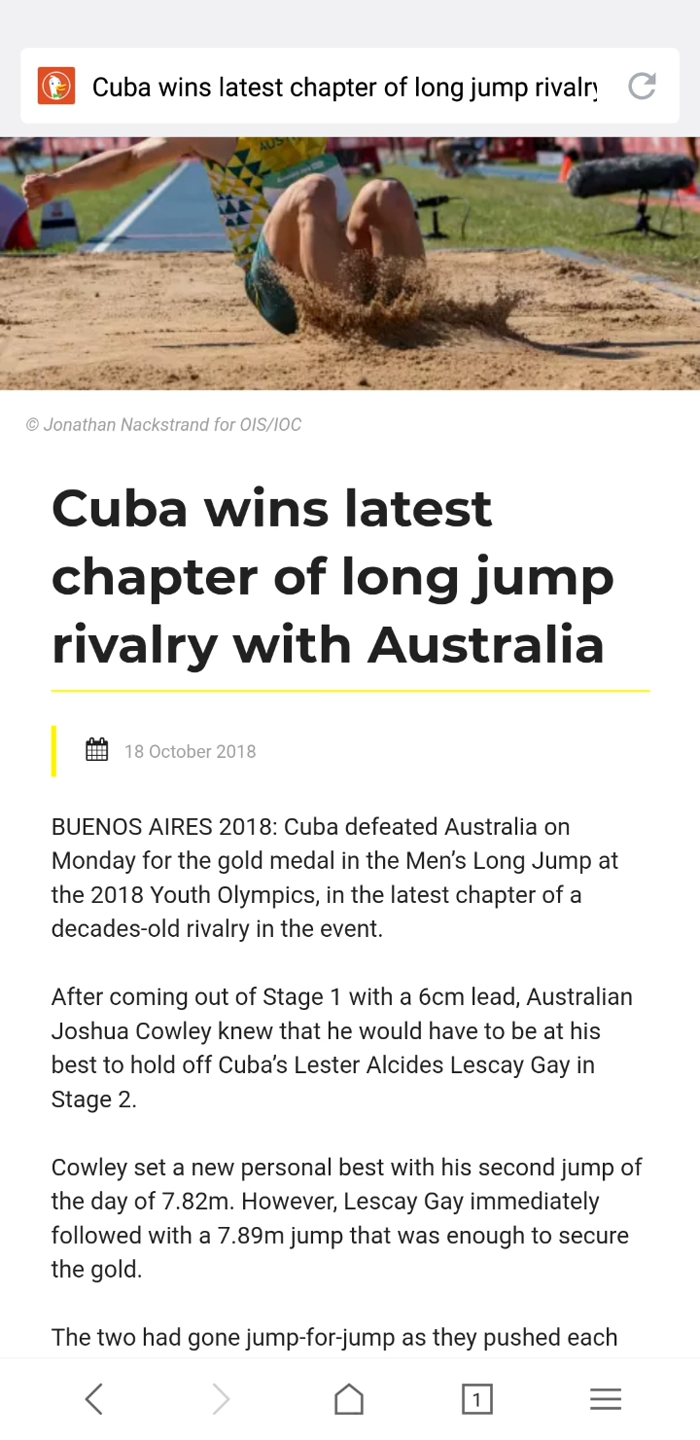 Cuba wins latest chapter of long jump rivalry
AUST
© Jonathan Nackstrand for OIS/IOC
Cuba wins latest
chapter of long jump
rivalry with Australia
18 October 2018
BUENOS AIRES 2018: Cuba defeated Australia on
Monday for the gold medal in the Men’s Long Jump at
the 2018 Youth Olympics, in the latest chapter of a
decades-old rivalry in the event.
After coming out of Stage 1 with a 6cm lead, Australian
Joshua Cowley knew that he would have to be at his
best to hold off Cuba’s Lester Alcides Lescay Gay in
Stage 2.
Cowley set a new personal best with his second jump of
the day of 7.82m. However, Lescay Gay immediately
followed with a 7.89m jump that was enough to secure
the gold.
The two had gone jump-for-jump as they pushed each
1